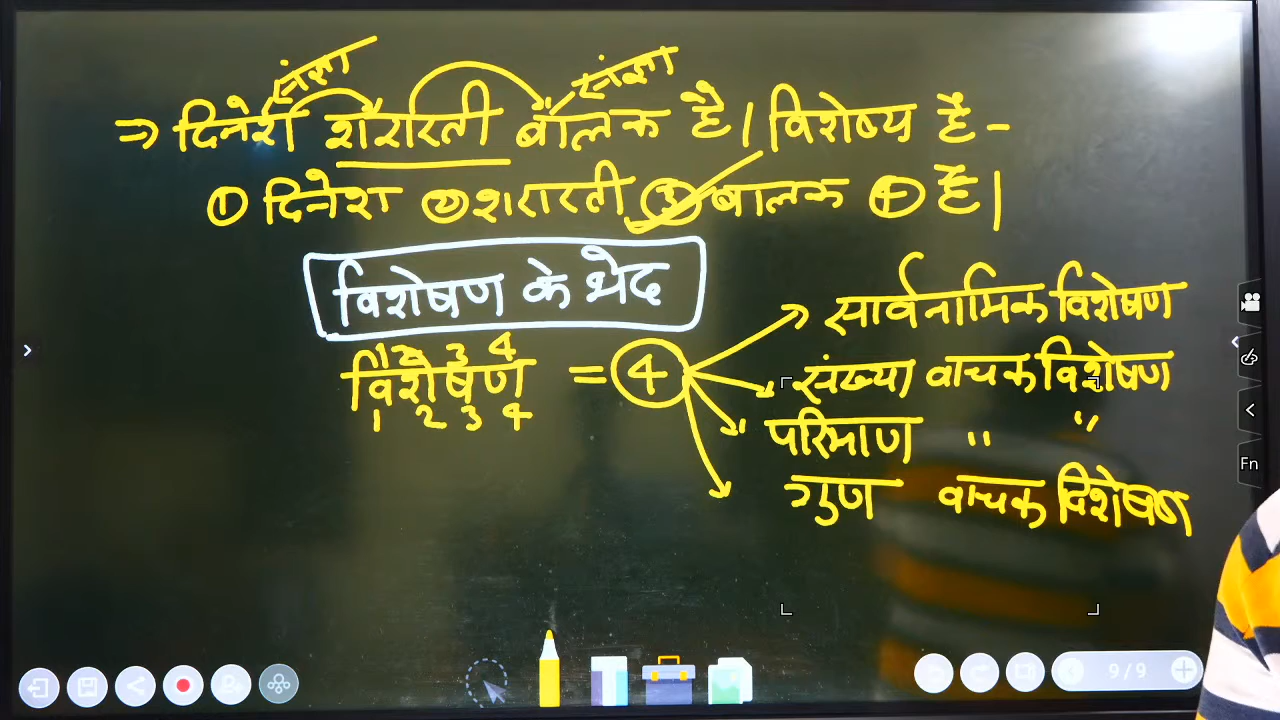 संज्ञा संज्ञा
⇒ दिनेश शरारती बालक है। विशेष्य है -
① दिनेश ② शरारती ③ बालक ④ है।
विशेषण के भेद
1 2 3 4
विशेषण = ④
1 2 3 4
सार्वनामिक विशेषण
संख्या वाचक विशेषण
परिमाण " "
गुण वाचक विशेषण
Fn
9/9